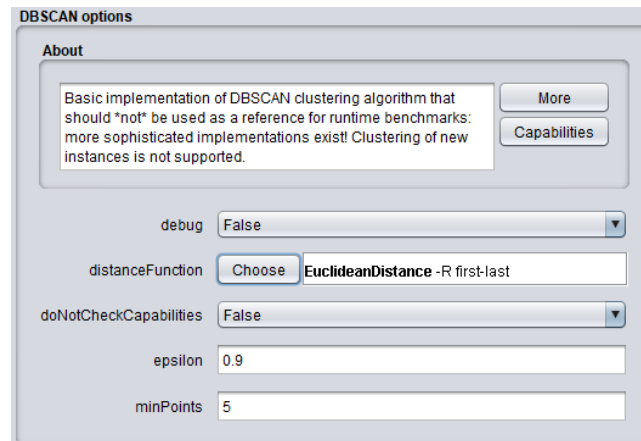 DBSCAN options
About
Basic implementation of DBSCAN clustering algorithm that
should *not* be used as a reference for runtime benchmarks:
more sophisticated implementations exist! Clustering of new
instances is not supported.
More
Capabilities
debug False
distanceFunction Choose EuclideanDistance -R first-last
doNotCheckCapabilities False
epsilon 0.9
minPoints 5